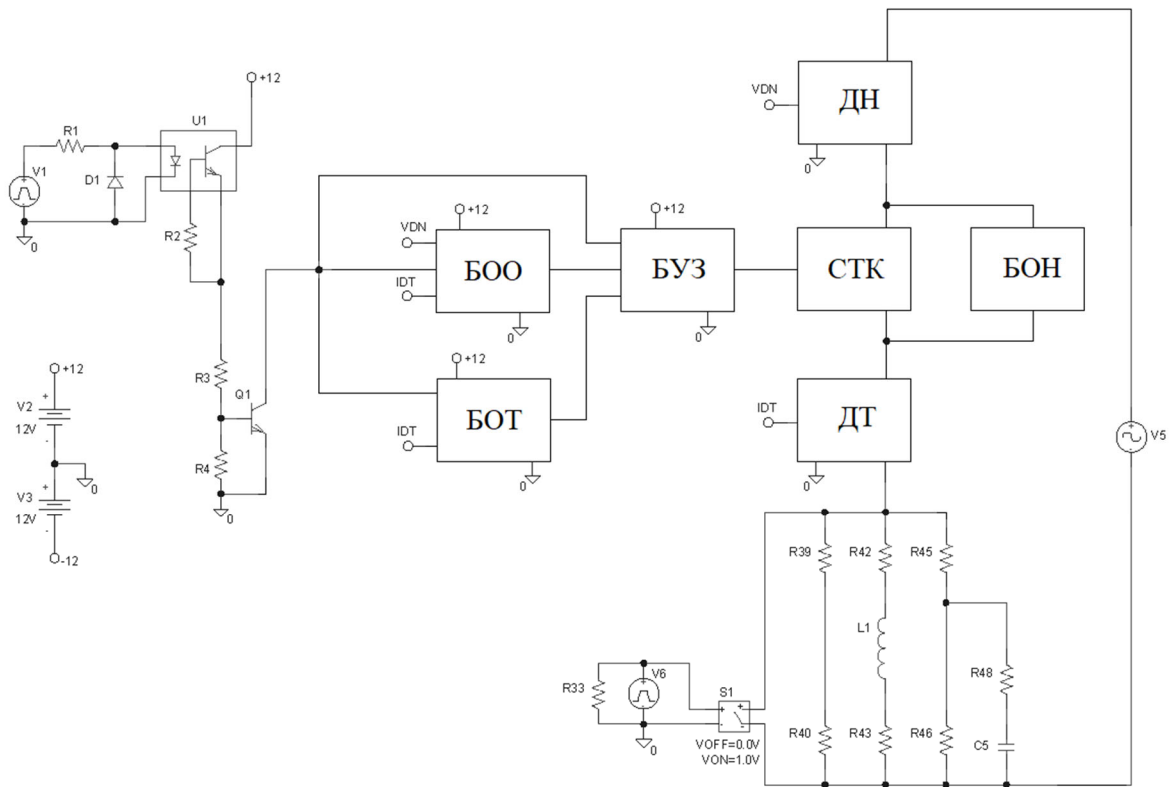 ДН
VDN
0
+12
U1
R1
V1
D1
0
R2
+12
VDN
IDT
БОО
0
+12
БУЗ
0
СТК
БОН
+12
V2
12V
0
V3
12V
-12
R3
Q1
R4
0
+12
БОТ
IDT
0
IDT
ДТ
0
V5
R39
R42
R45
L1
R48
R33
V6
0
S1
VOFF=0.0V
VON=1.0V
R40
R43
R46
C5